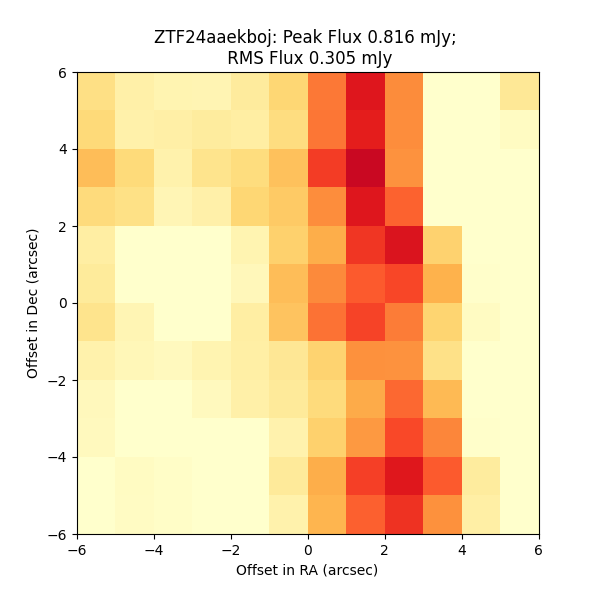 ZTF24aaekboj: Peak Flux 0.816 mJy;
RMS Flux 0.305 mJy
6
4
2
0
−2
−4
−6
Offset in Dec (arcsec)
−6 −4 −2 0 2 4 6
Offset in RA (arcsec)